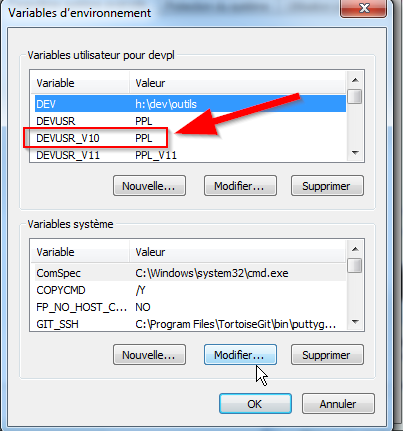 Variables d'environnement
Variables utilisateur pour devpl
Variable Valeur
DEV h:\dev\outils
DEVUSR PPL
DEVUSR_V10 PPL
DEVUSR_V11 PPL_V11
Nouvelle... Modifier... Supprimer
Variables système
Variable Valeur
ComSpec C:\Windows\system32\cmd.exe
COPYCMD /Y
FP_NO_HOST_C... NO
GIT_SSH C:\Program Files\TortoiseGit\bin\puttyg...
Nouvelle... Modifier... Supprimer
OK Annuler